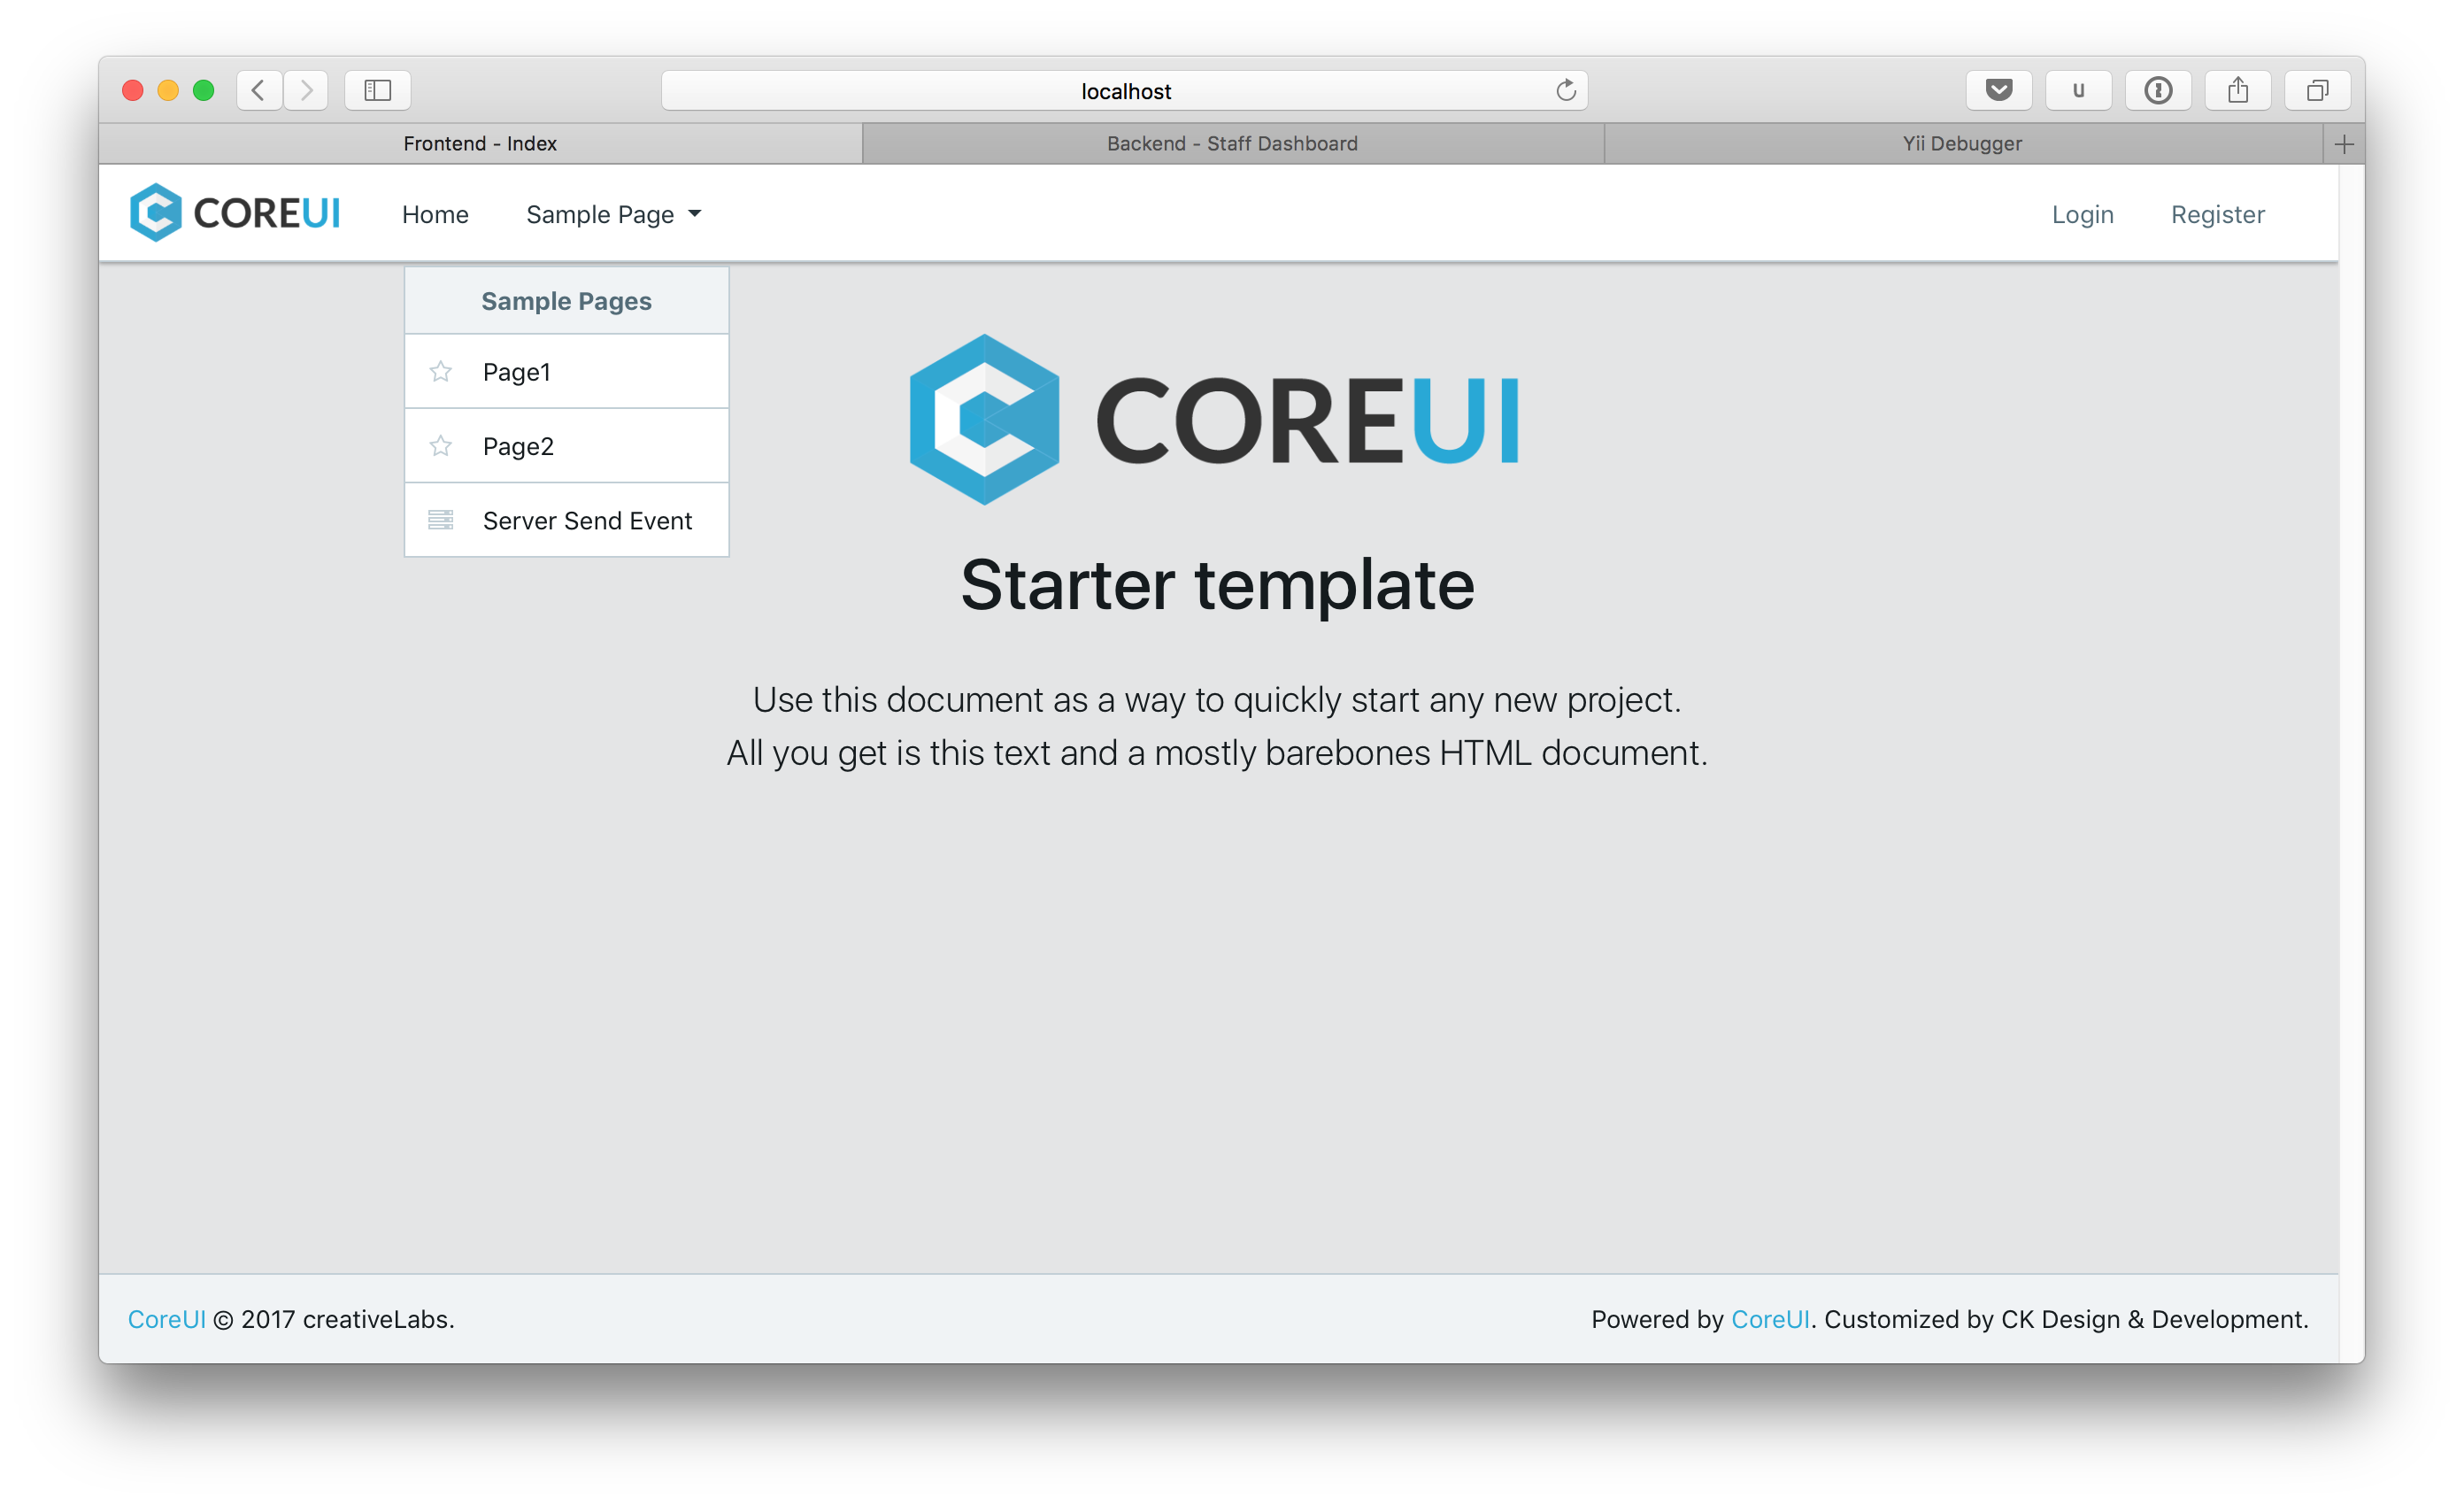 localhost
Frontend - Index
Backend - Staff Dashboard
Yii Debugger
COREUI
Home
Sample Page
Login
Register
Sample Pages
Page1
Page2
Server Send Event
COREUI
Starter template
Use this document as a way to quickly start any new project.
All you get is this text and a mostly barebones HTML document.
CoreUI © 2017 creativeLabs.
Powered by CoreUI. Customized by CK Design & Development.